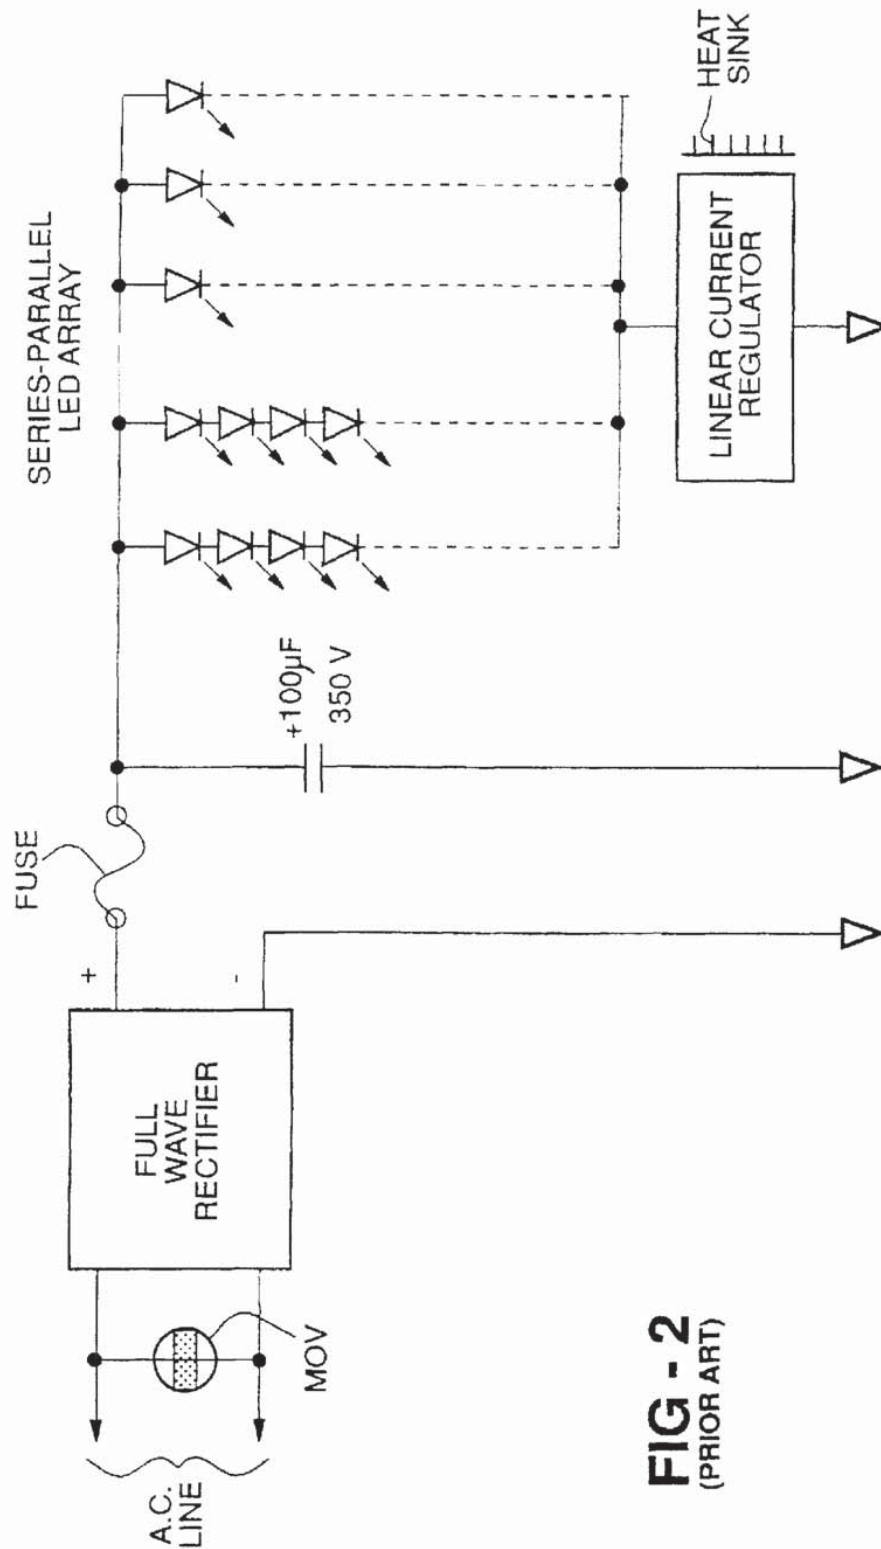 A.C.
LINE
MOV
FULL
WAVE
RECTIFIER
+
-
FUSE
+100µF
350 V
SERIES-PARALLEL
LED ARRAY
LINEAR CURRENT
REGULATOR
HEAT
SINK
FIG - 2
(PRIOR ART)